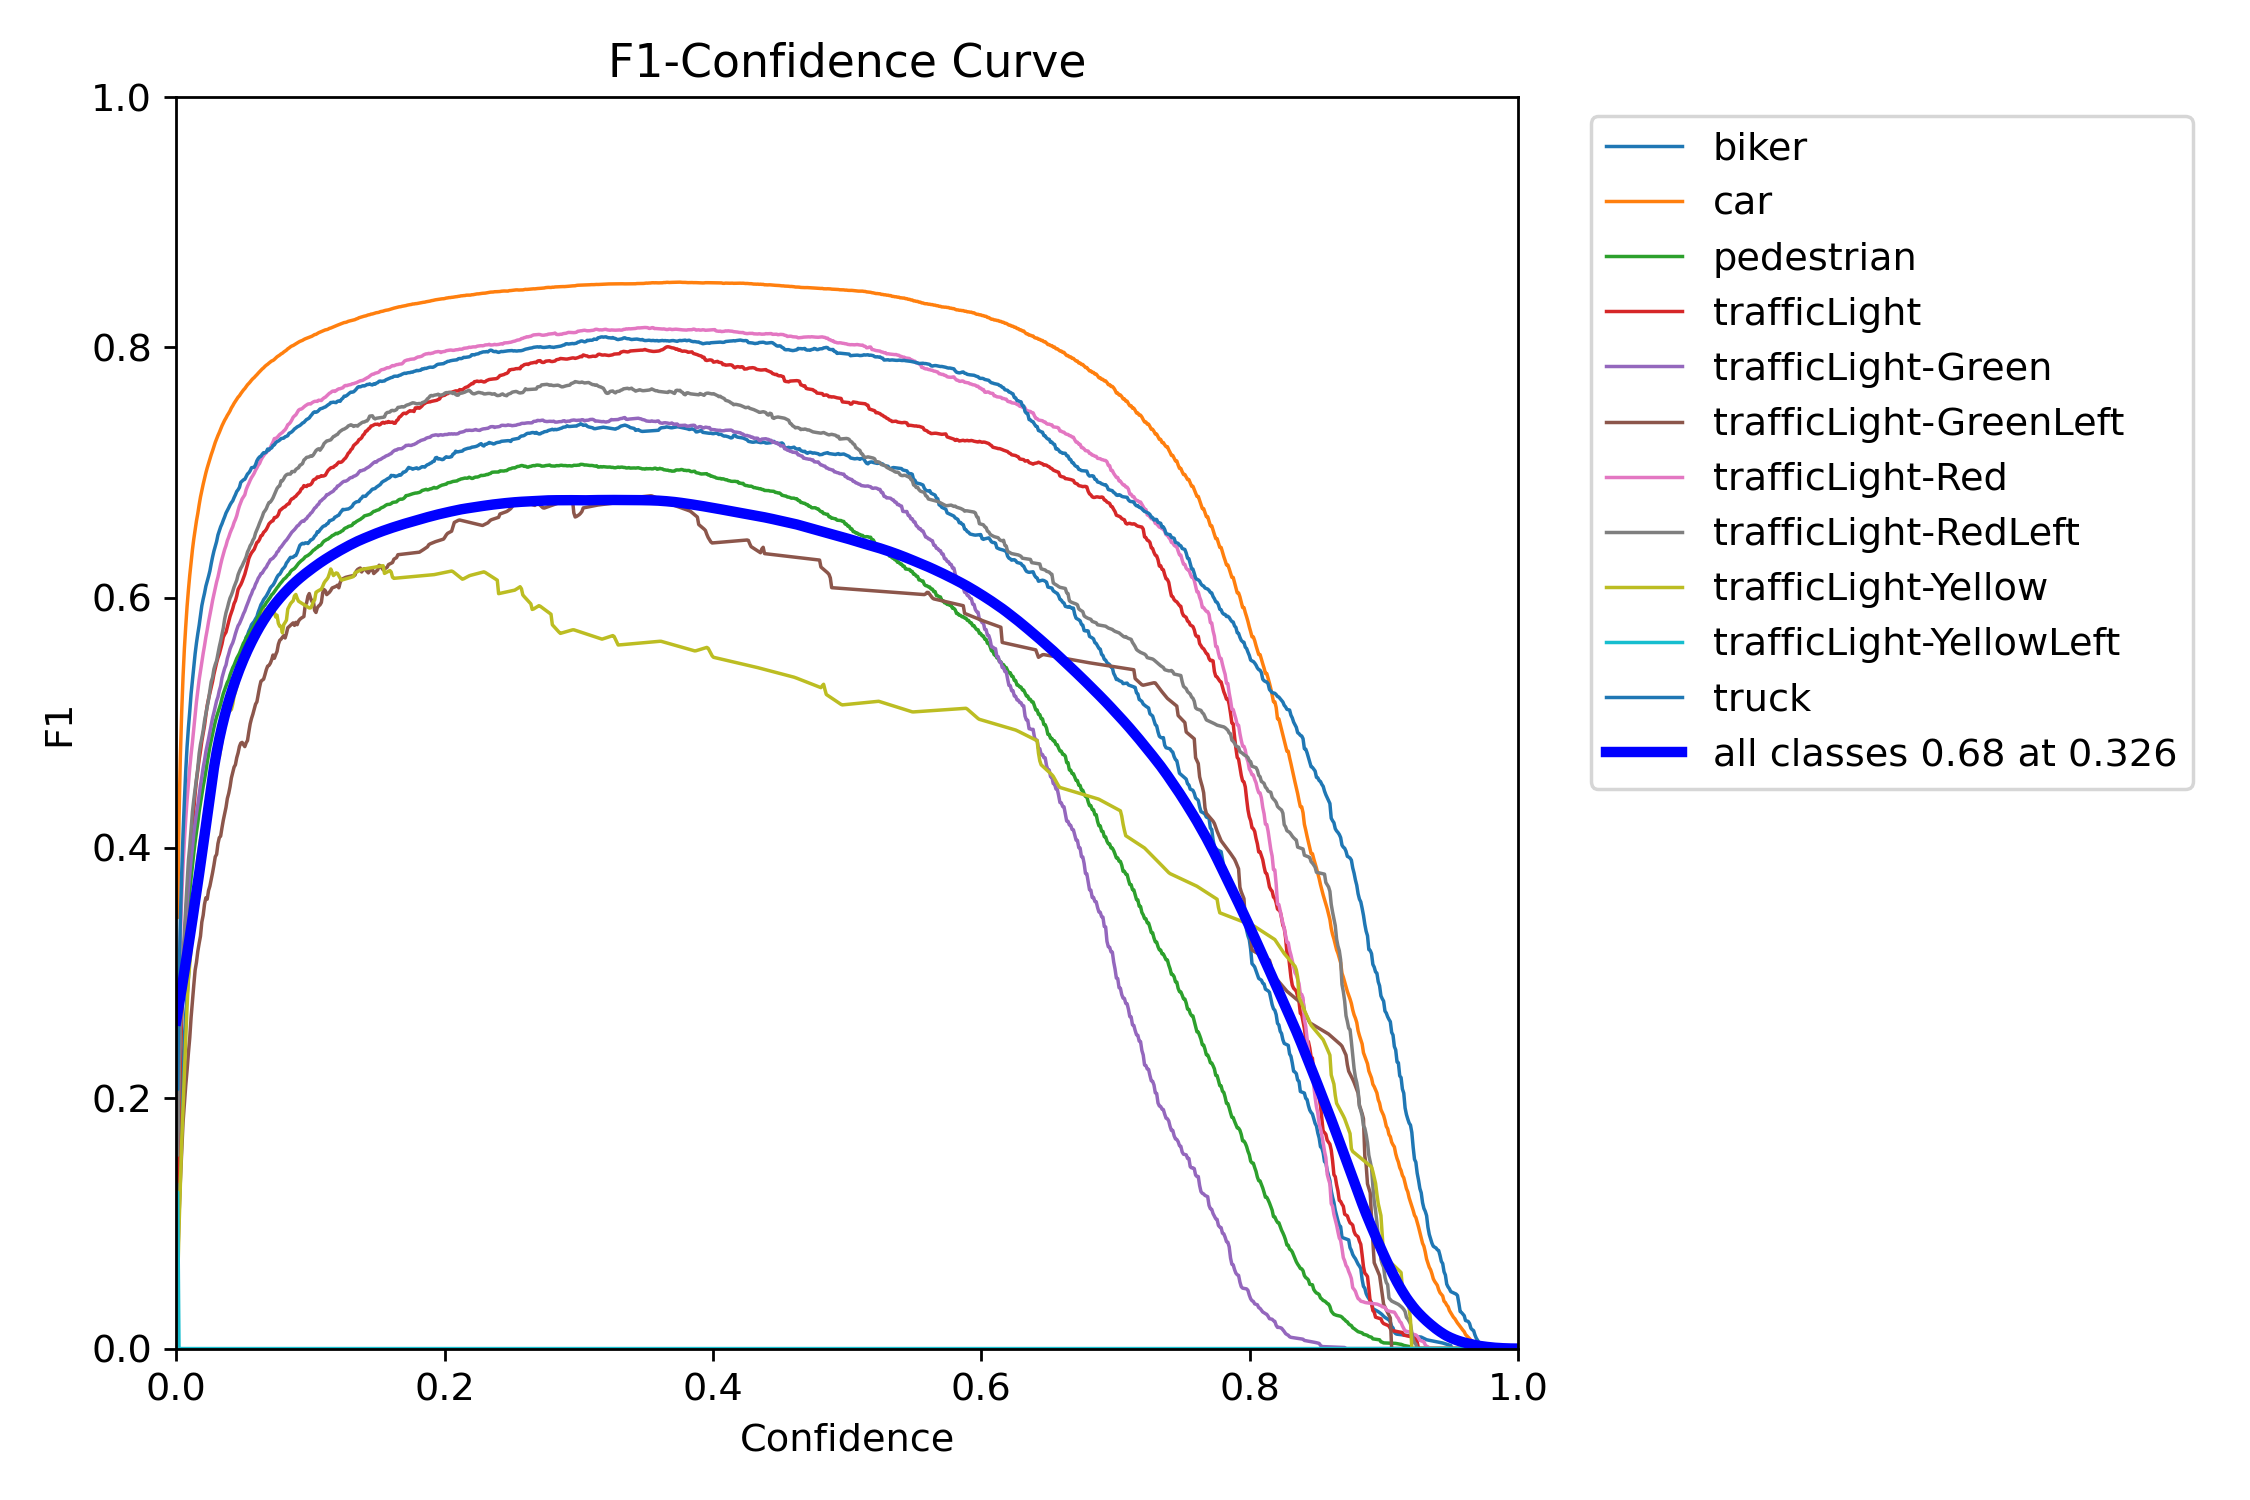 F1-Confidence Curve
1.0
0.8
0.6
0.4
0.2
0.0
F1
0.0 0.2 0.4 0.6 0.8 1.0
Confidence
biker
car
pedestrian
trafficLight
trafficLight-Green
trafficLight-GreenLeft
trafficLight-Red
trafficLight-RedLeft
trafficLight-Yellow
trafficLight-YellowLeft
truck
all classes 0.68 at 0.326